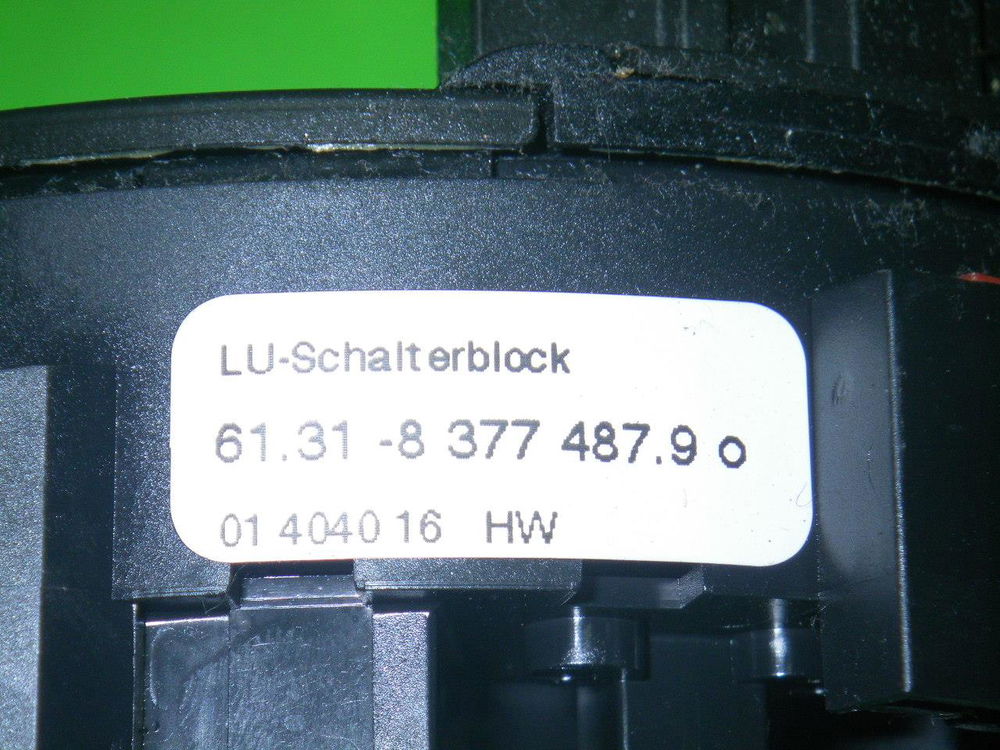 LU-Schalterblock
61.31 -8 377 487.9 o
01 4040 16 HW